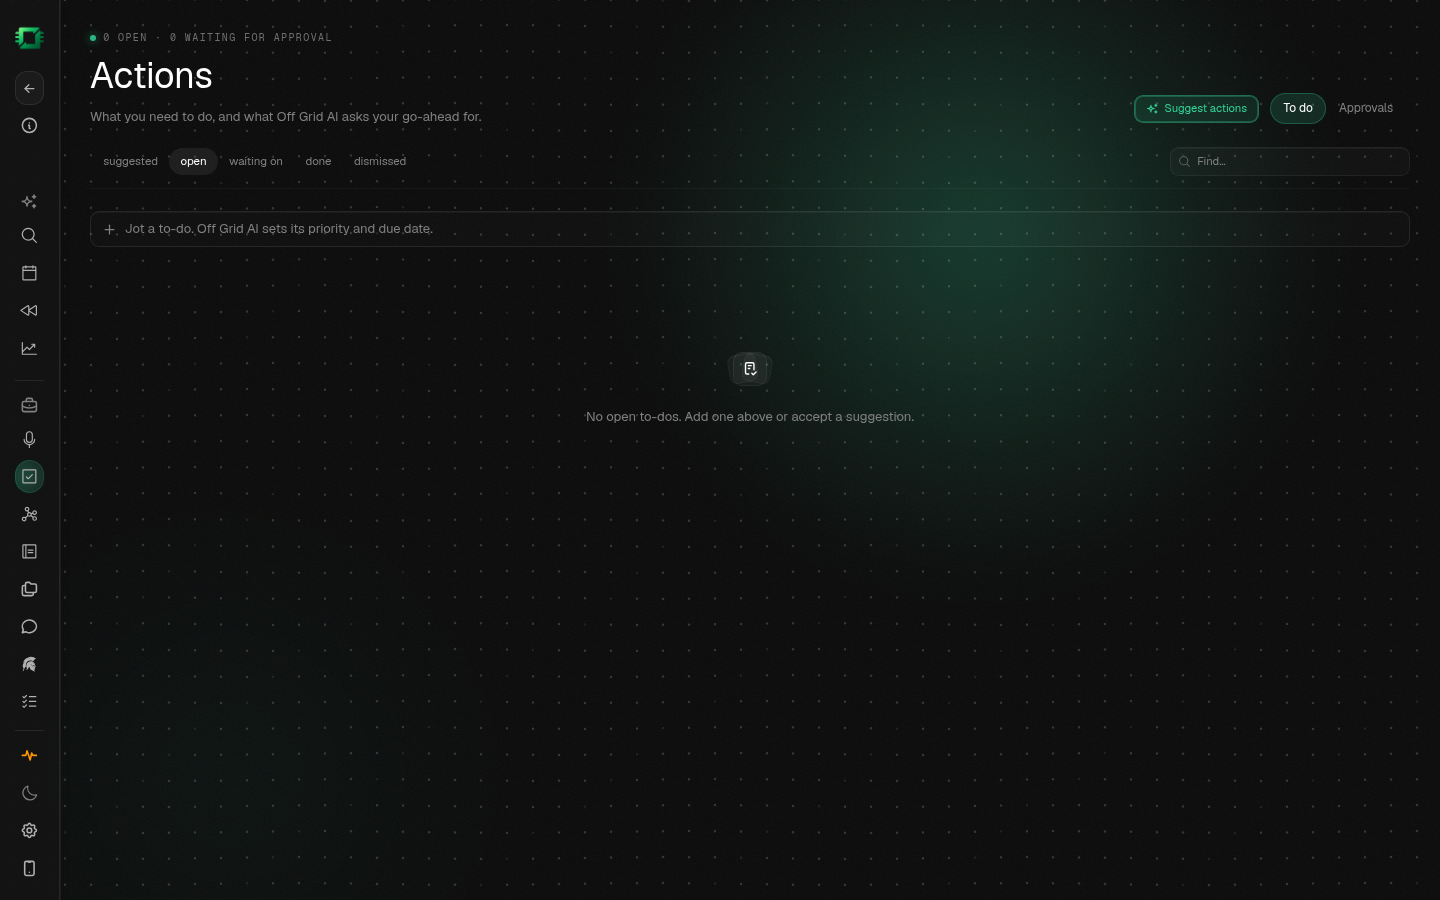 0 OPEN · 0 WAITING FOR APPROVAL
Actions
What you need to do, and what Off Grid AI asks your go-ahead for.
Suggest actions
To do
Approvals
suggested
open
waiting on
done
dismissed
Find...
Jot a to-do. Off Grid AI sets its priority and due date.
No open to-dos. Add one above or accept a suggestion.